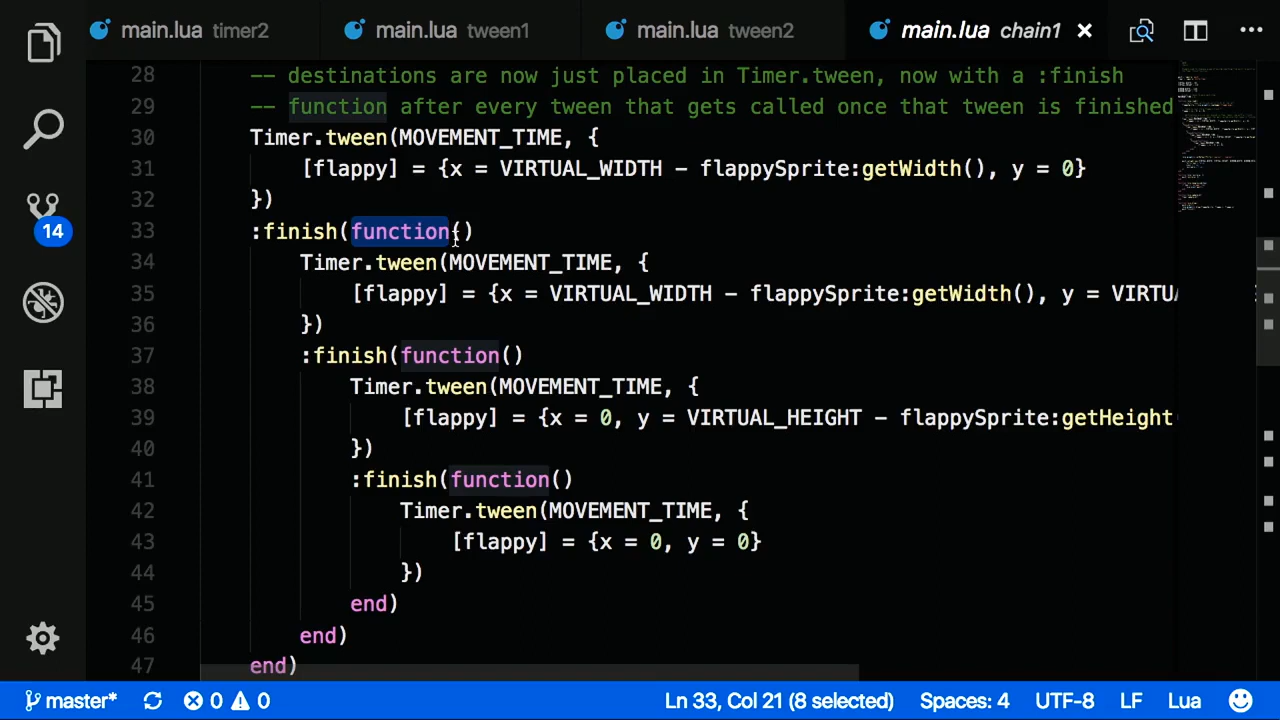 main.lua timer2 main.lua tween1 main.lua tween2 main.lua chain1
28 -- destinations are now just placed in Timer.tween, now with a :finish
29 -- function after every tween that gets called once that tween is finished
30 Timer.tween(MOVEMENT_TIME, {
31 [flappy] = {x = VIRTUAL_WIDTH - flappySprite:getWidth(), y = 0}
32 })
33 :finish(function()
34 Timer.tween(MOVEMENT_TIME, {
35 [flappy] = {x = VIRTUAL_WIDTH - flappySprite:getWidth(), y = VIRTUA
36 })
37 :finish(function()
38 Timer.tween(MOVEMENT_TIME, {
39 [flappy] = {x = 0, y = VIRTUAL_HEIGHT - flappySprite:getHeight
40 })
41 :finish(function()
42 Timer.tween(MOVEMENT_TIME, {
43 [flappy] = {x = 0, y = 0}
44 })
45 end)
46 end)
47 end)
14
master* 0 0 Ln 33, Col 21 (8 selected) Spaces: 4 UTF-8 LF Lua